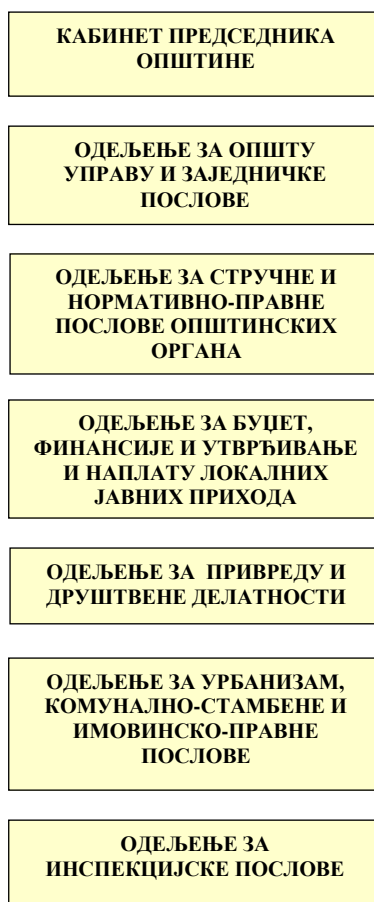 КАБИНЕТ ПРЕДСЕДНИКА
ОПШТИНЕ
ОДЕЉЕЊЕ ЗА ОПШТУ
УПРАВУ И ЗАЈЕДНИЧКЕ
ПОСЛОВЕ
ОДЕЉЕЊЕ ЗА СТРУЧНЕ И
НОРМАТИВНО-ПРАВНЕ
ПОСЛОВЕ ОПШТИНСКИХ
ОРГАНА
ОДЕЉЕЊЕ ЗА БУЏЕТ,
ФИНАНСИЈЕ И УТВРЂИВАЊЕ
И НАПЛАТУ ЛОКАЛНИХ
ЈАВНИХ ПРИХОДА
ОДЕЉЕЊЕ ЗА ПРИВРЕДУ И
ДРУШТВЕНЕ ДЕЛАТНОСТИ
ОДЕЉЕЊЕ ЗА УРБАНИЗАМ,
КОМУНАЛНО-СТАМБЕНЕ И
ИМОВИНСКО-ПРАВНЕ
ПОСЛОВЕ
ОДЕЉЕЊЕ ЗА
ИНСПЕКЦИЈСКЕ ПОСЛОВЕ